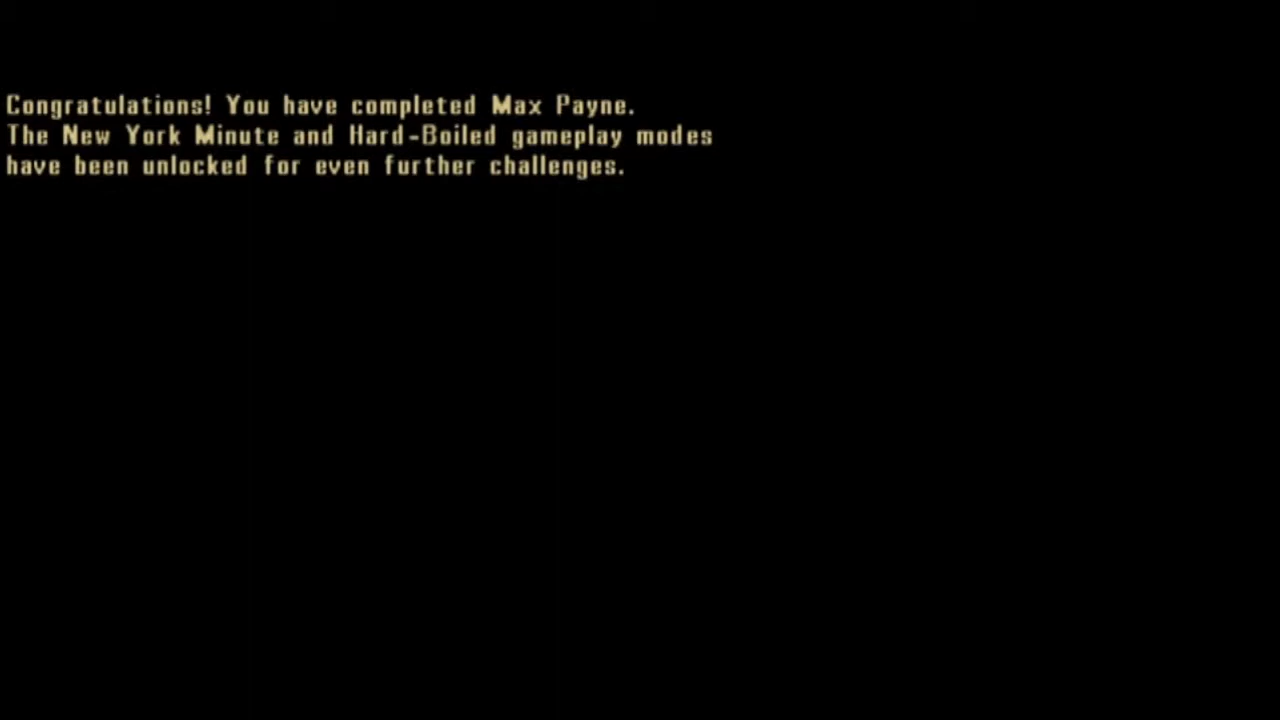 Congratulations! You have completed Max Payne.
The New York Minute and Hard-Boiled gameplay modes
have been unlocked for even further challenges.